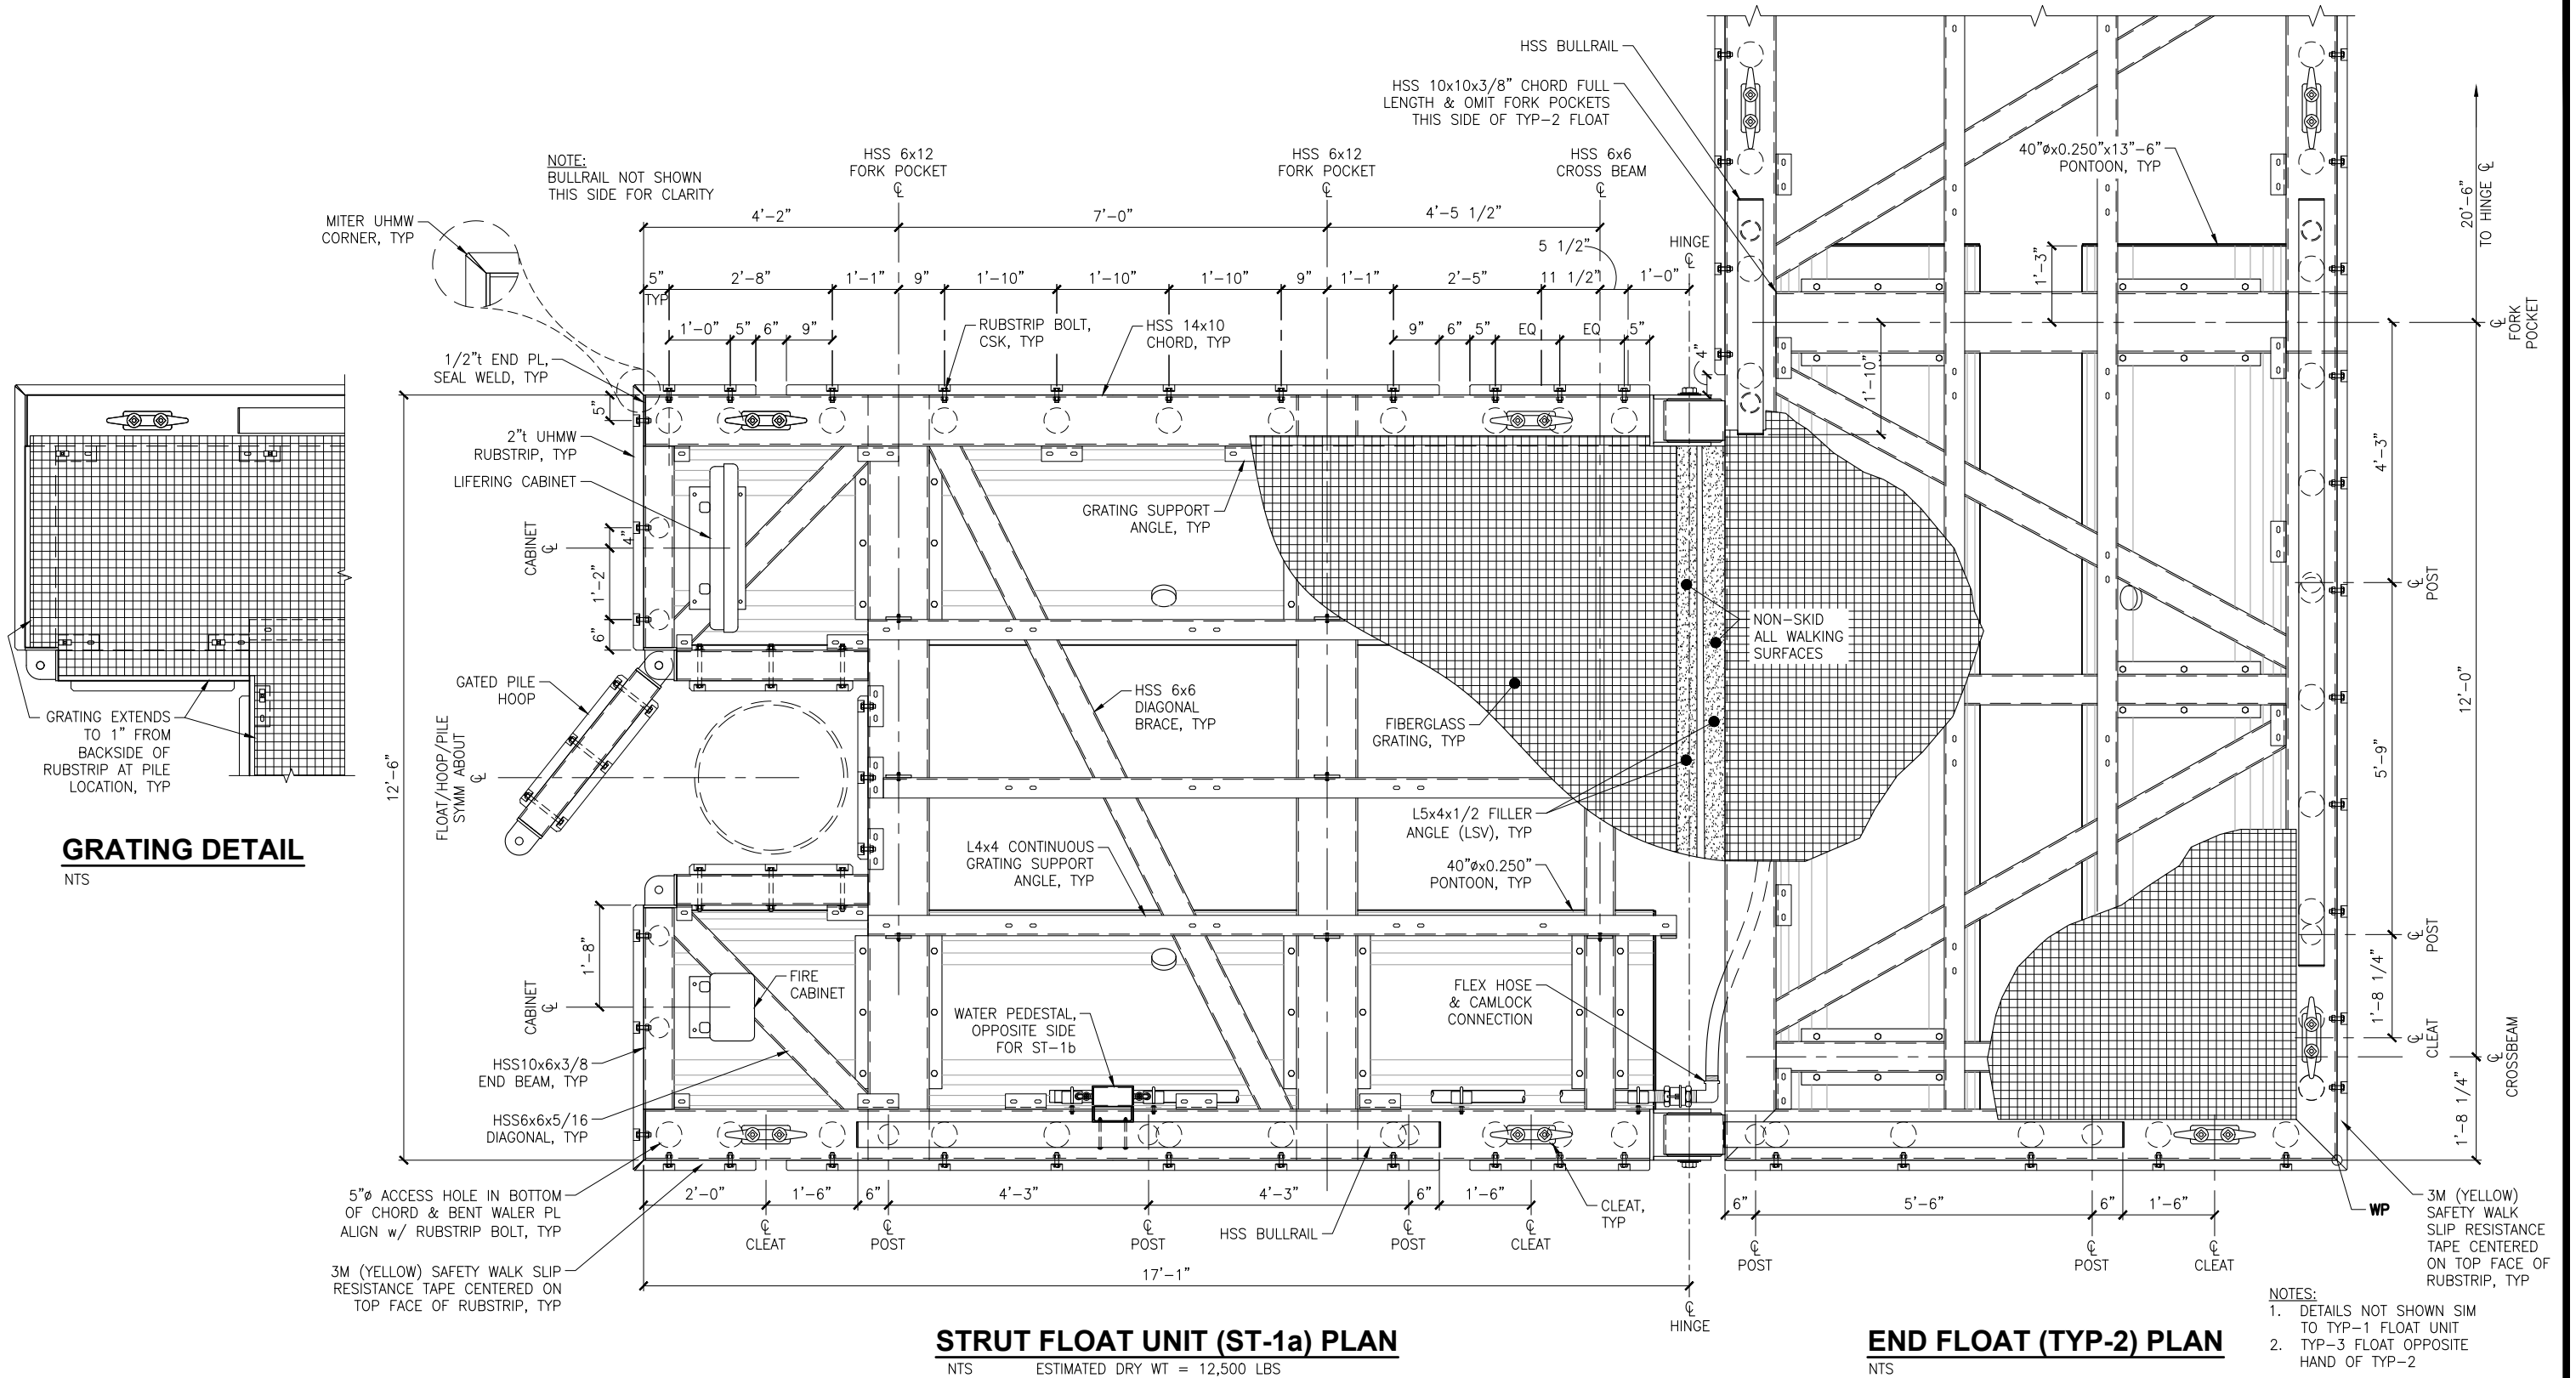 HSS BULLRAIL
HSS 10x10x3/8" CHORD FULL
LENGTH & OMIT FORK POCKETS
THIS SIDE OF TYP-2 FLOAT
40"øx0.250"x13"-6"
PONTOON, TYP
20'-6"
TO HINGE ℄
NOTE:
BULLRAIL NOT SHOWN
THIS SIDE FOR CLARITY
HSS 6x12
FORK POCKET
℄
HSS 6x12
FORK POCKET
℄
HSS 6x6
CROSS BEAM
℄
MITER UHMW
CORNER, TYP
4'-2"
7'-0"
4'-5 1/2"
5 1/2"
HINGE
℄
5"
TYP
2'-8"
1'-1"
9"
1'-10"
1'-10"
1'-10"
9"
1'-1"
2'-5"
11 1/2"
1'-0"
1'-3"
℄
FORK
POCKET
1'-0"
5"
6"
9"
RUBSTRIP BOLT,
CSK, TYP
HSS 14x10
CHORD, TYP
9"
6"
5"
EQ
EQ
5"
4"
1'-10"
1/2"t END PL,
SEAL WELD, TYP
5"
2"t UHMW
RUBSTRIP, TYP
LIFERING CABINET
GRATING SUPPORT
ANGLE, TYP
4'-3"
CABINET
℄
4"
1'-2"
6"
℄
POST
NON-SKID
ALL WALKING
SURFACES
GATED PILE
HOOP
HSS 6x6
DIAGONAL
BRACE, TYP
FIBERGLASS
GRATING, TYP
12'-0"
GRATING EXTENDS
TO 1" FROM
BACKSIDE OF
RUBSTRIP AT PILE
LOCATION, TYP
12'-6"
FLOAT/HOOP/PILE
SYMM ABOUT
℄
5'-9"
L5x4x1/2 FILLER
ANGLE (LSV), TYP
GRATING DETAIL
NTS
L4x4 CONTINUOUS
GRATING SUPPORT
ANGLE, TYP
40"øx0.250"
PONTOON, TYP
℄
POST
1'-8"
CABINET
℄
FIRE
CABINET
FLEX HOSE
& CAMLOCK
CONNECTION
1'-8 1/4"
℄
CLEAT
WATER PEDESTAL,
OPPOSITE SIDE
FOR ST-1b
℄
CROSSBEAM
HSS10x6x3/8
END BEAM, TYP
HSS6x6x5/16
DIAGONAL, TYP
1'-8 1/4"
5"ø ACCESS HOLE IN BOTTOM
OF CHORD & BENT WALER PL
ALIGN w/ RUBSTRIP BOLT, TYP
2'-0"
1'-6"
6"
4'-3"
4'-3"
6"
1'-6"
CLEAT,
TYP
6"
5'-6"
6"
1'-6"
WP
3M (YELLOW)
SAFETY WALK
SLIP RESISTANCE
TAPE CENTERED
ON TOP FACE OF
RUBSTRIP, TYP
℄
CLEAT
℄
POST
℄
POST
HSS BULLRAIL
℄
POST
℄
CLEAT
℄
POST
℄
POST
℄
CLEAT
3M (YELLOW) SAFETY WALK SLIP
RESISTANCE TAPE CENTERED ON
TOP FACE OF RUBSTRIP, TYP
17'-1"
℄
HINGE
STRUT FLOAT UNIT (ST-1a) PLAN
NTS ESTIMATED DRY WT = 12,500 LBS
END FLOAT (TYP-2) PLAN
NTS
NOTES:
1. DETAILS NOT SHOWN SIM
TO TYP-1 FLOAT UNIT
2. TYP-3 FLOAT OPPOSITE
HAND OF TYP-2